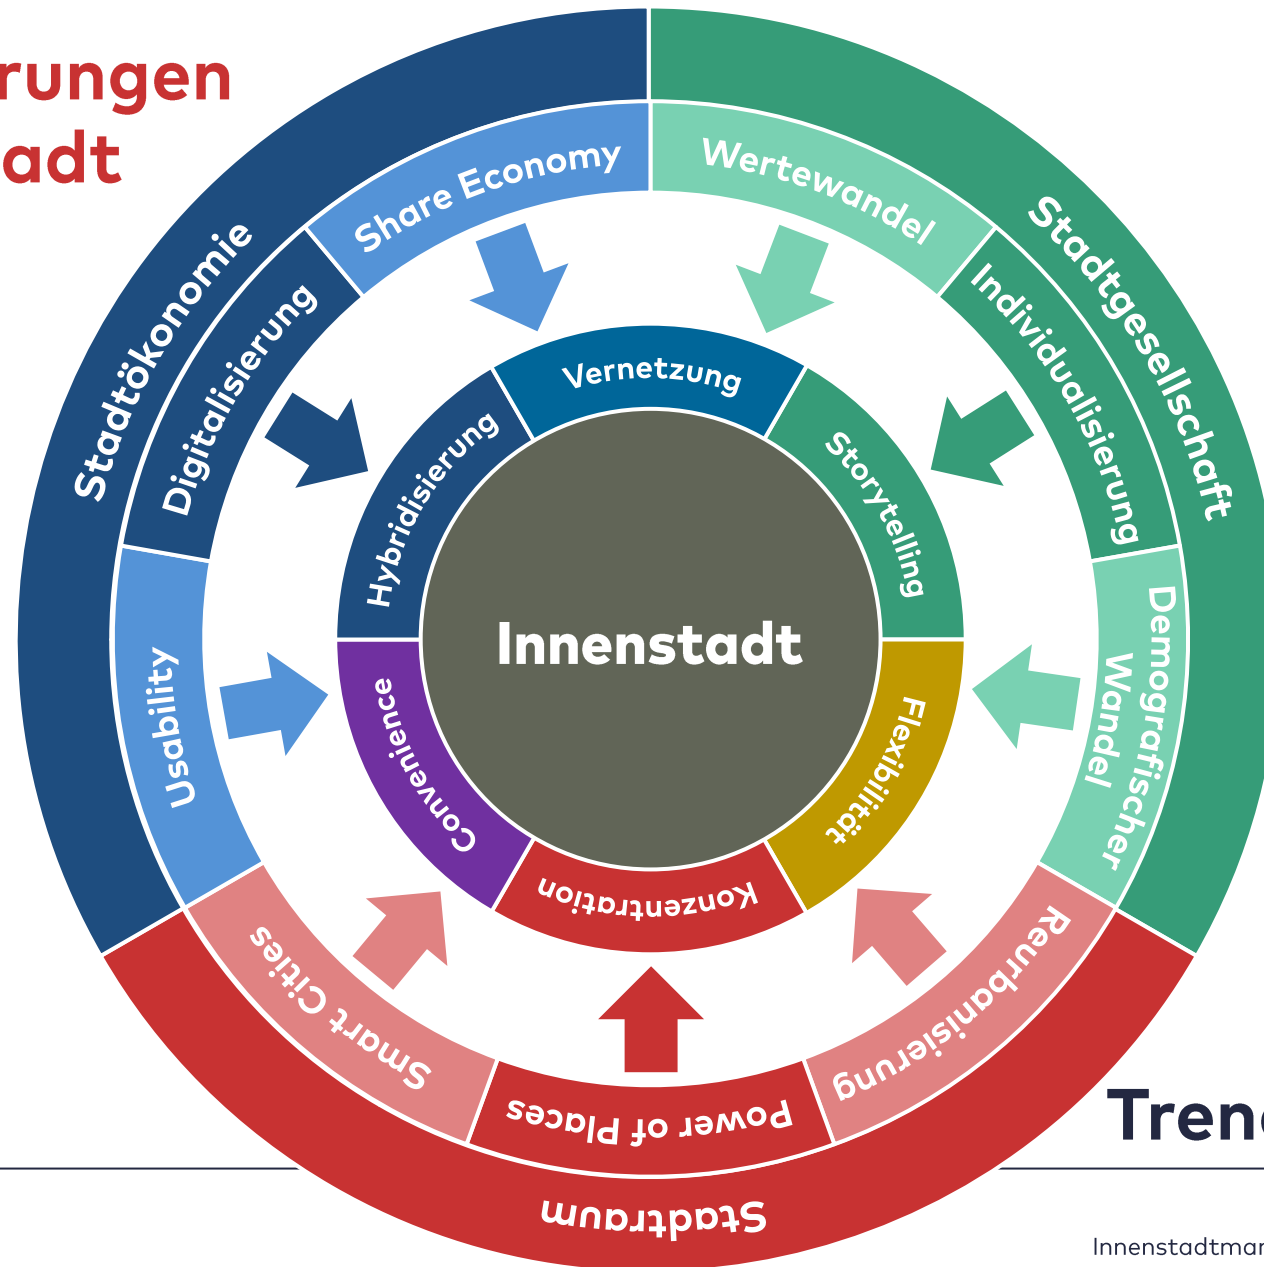 rungen
adt
Stadtökonomie
Stadtgesellschaft
Stadtraum
Share Economy
Wertewandel
Digitalisierung
Individualisierung
Usability
Demografischer
Wandel
Smart Cities
Power of Places
Reurbanisierung
Vernetzung
Hybridisierung
Storytelling
Convenience
Flexibilität
Konzentration
Innenstadt
Tren
Innenstadtmar